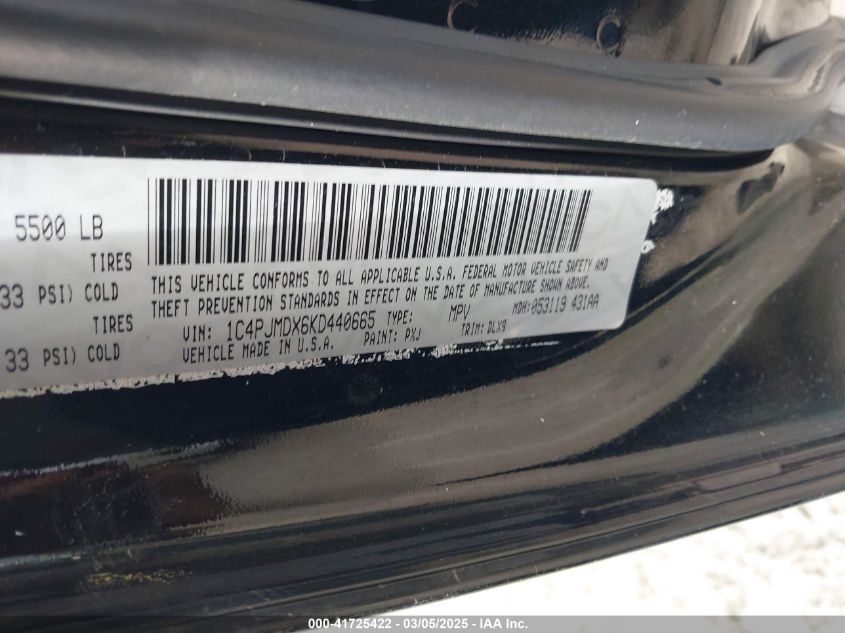 5500 LB
TIRES
33 PSI) COLD
TIRES
33 PSI) COLD
THIS VEHICLE CONFORMS TO ALL APPLICABLE U.S.A. FEDERAL MOTOR VEHICLE SAFETY AND
THEFT PREVENTION STANDARDS IN EFFECT ON THE DATE OF MANUFACTURE SHOWN ABOVE.
VIN: 1C4PJMDX6KD440665 TYPE: MPV MDH: 053119 431AA
VEHICLE MADE IN U.S.A. PAINT: PXJ TRIM: DLX9
000-41725422 - 03/05/2025 - IAA Inc.